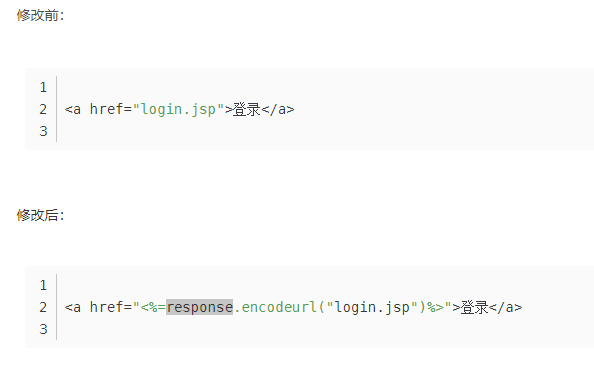 修改前：
1
2 <a href="login.jsp">登录</a>
3
修改后：
1
2 <a href="<%=response.encodeurl("login.jsp")%>">登录</a>
3